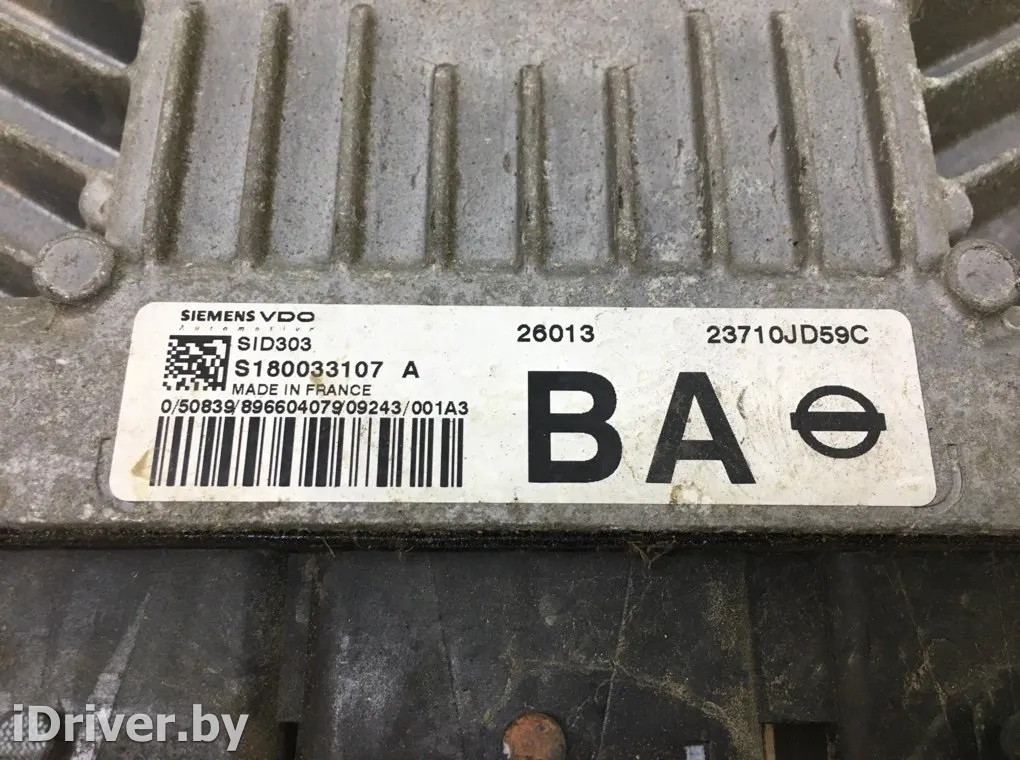 SIEMENS VDO
Automotive
SID303
S180033107 A
MADE IN FRANCE
0/50839/896604079/09243/001A3
26013
23710JD59C
BA
iDriver.by